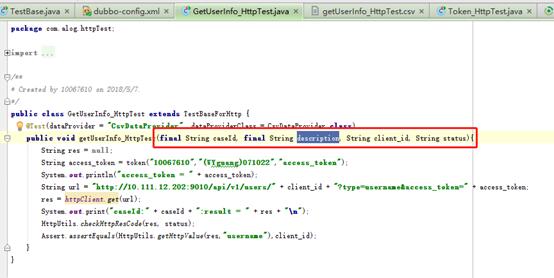 TestBase.java dubbo-config.xml GetUserInfo_HttpTest.java getUserInfo_HttpTest.csv Token_HttpTest.java
package com.alog.httpTest;
import ...
/**
* Created by 10067610 on 2018/5/7.
*/
public class GetUserInfo_HttpTest extends TestBaseForHttp {
@Test(dataProvider = "CsvDataProvider", dataProviderClass = CsvDataProvider.class)
public void getUserInfo_HttpTest(final String caseId, final String description, String client_id, String status){
String res = null;
String access_token = token("10067610", 071022","access_token");
System.out.println("access_token = " + access_token);
String url = "http://10.111.12.202:9010/api/v1/users/" + client_id + "?type=username&access_token=" + access_token;
res = httpClient.get(url);
System.out.print("caseId:" + caseId + ":result = " + res + "\n");
HttpUtils.checkHttpResCode(res, status);
Assert.assertEquals(HttpUtils.getHttpValue(res,"username"),client_id);
}
}